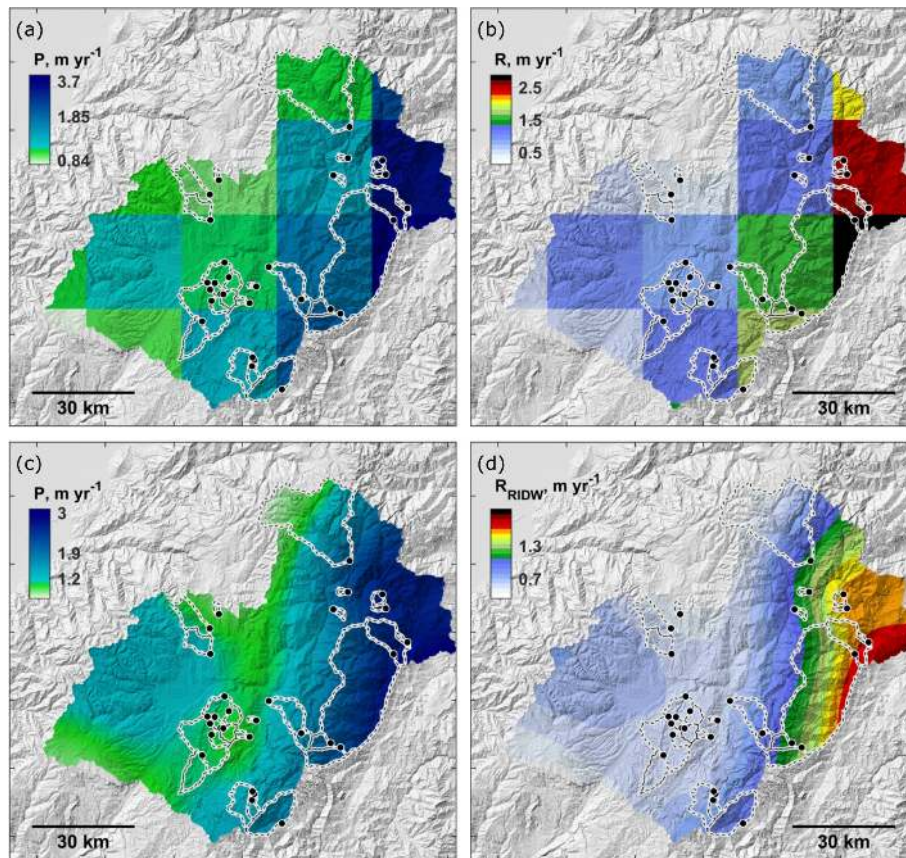 (a)
P, m yr-1
3.7
1.85
0.84
30 km
(b)
R, m yr-1
2.5
1.5
0.5
30 km
(c)
P, m yr-1
3
1.9
1.2
30 km
(d)
RRIDW, m yr-1
1.3
0.7
30 km